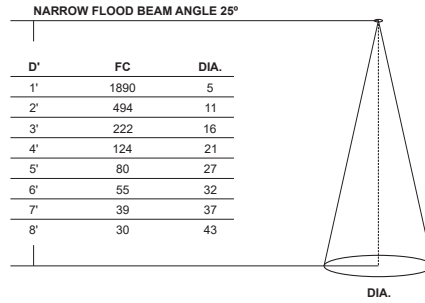 NARROW FLOOD BEAM ANGLE 25º
D' FC DIA.
1' 1890 5
2' 494 11
3' 222 16
4' 124 21
5' 80 27
6' 55 32
7' 39 37
8' 30 43
DIA.